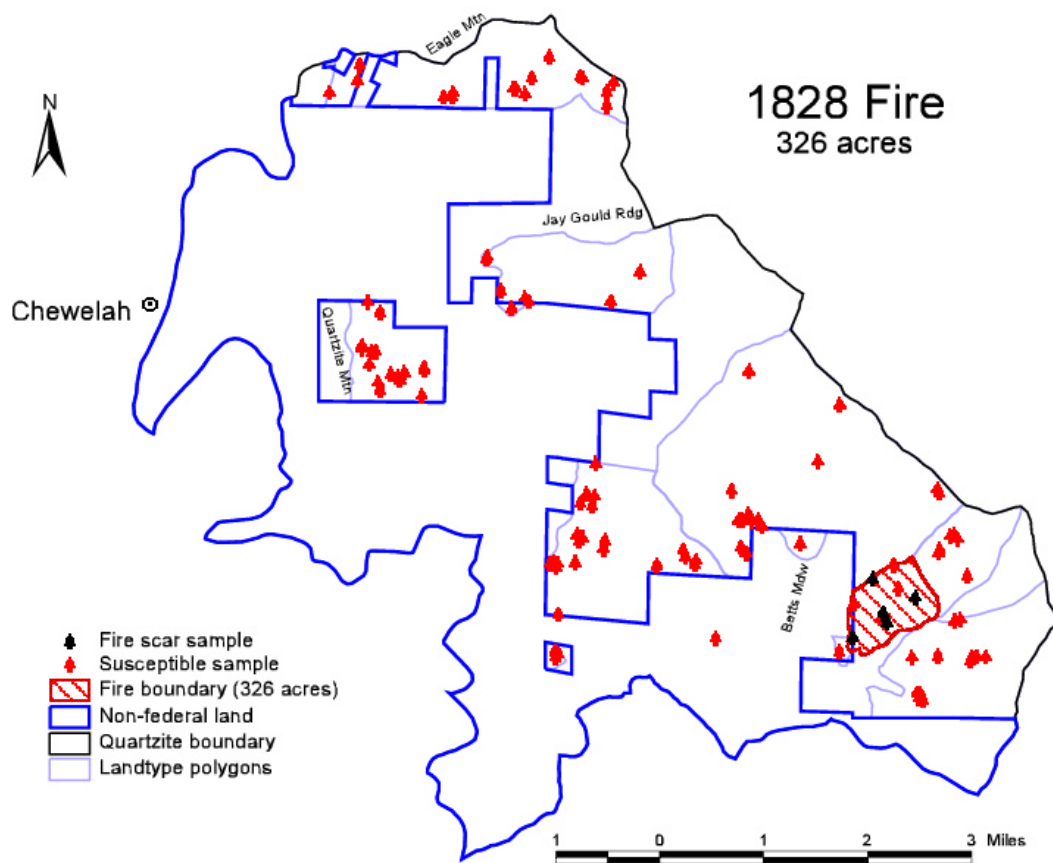 Eagle Mtn
N
1828 Fire
326 acres
Jay Gould Rdg
Chewelah
Quartzite Mtn
Betts Mdw
Fire scar sample
Susceptible sample
Fire boundary (326 acres)
Non-federal land
Quartzite boundary
Landtype polygons
1 0 1 2 3 Miles